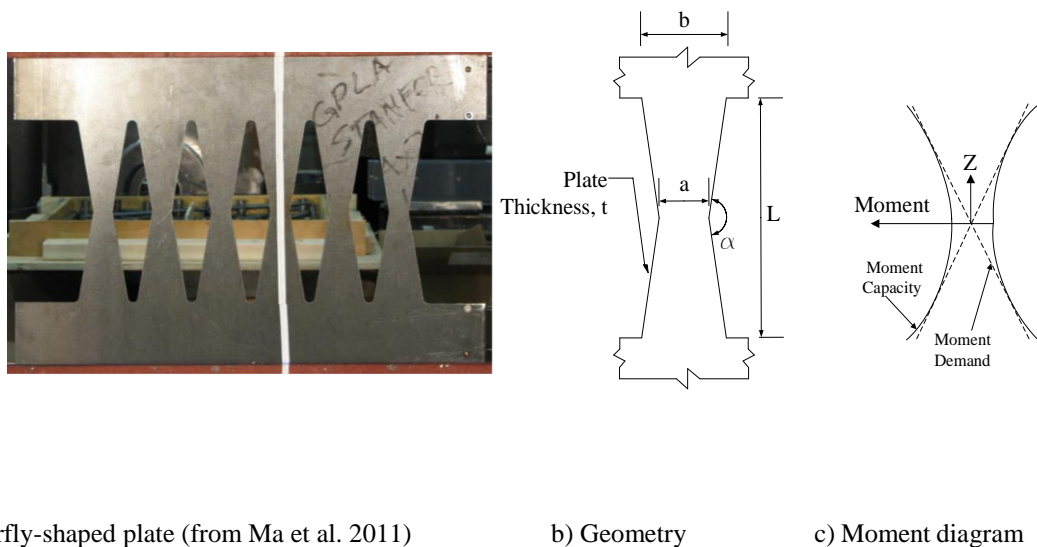 GPLA
STANFOR
b
Plate
Thickness, t
a
α
L
Z
Moment
Moment
Capacity
Moment
Demand
rfly-shaped plate (from Ma et al. 2011)
b) Geometry
c) Moment diagram